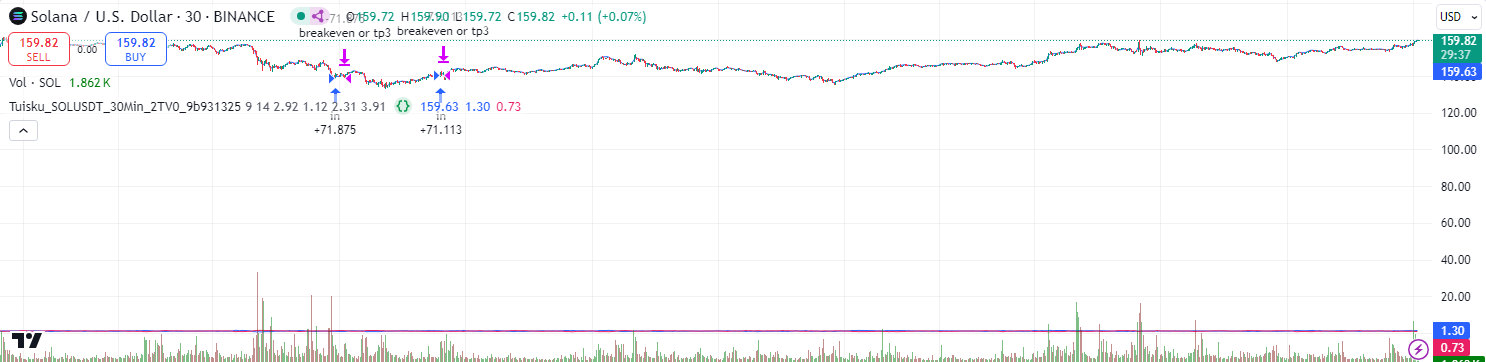 Solana / U.S. Dollar · 30 · BINANCE O159.72 H159.90 L159.72 C159.82 +0.11 (+0.07%)
USD
breakeven or tp3 breakeven or tp3
159.82 SELL 0.00 159.82 BUY
159.82
29:37
159.63
Vol · SOL 1.862 K
Tuisku_SOLUSDT_30Min_2TV0_9b931325 9 14 2.92 1.12 2.31 3.91 {} 159.63 1.30 0.73
in in
+71.875 +71.113
120.00
100.00
80.00
60.00
40.00
20.00
1.30
0.73